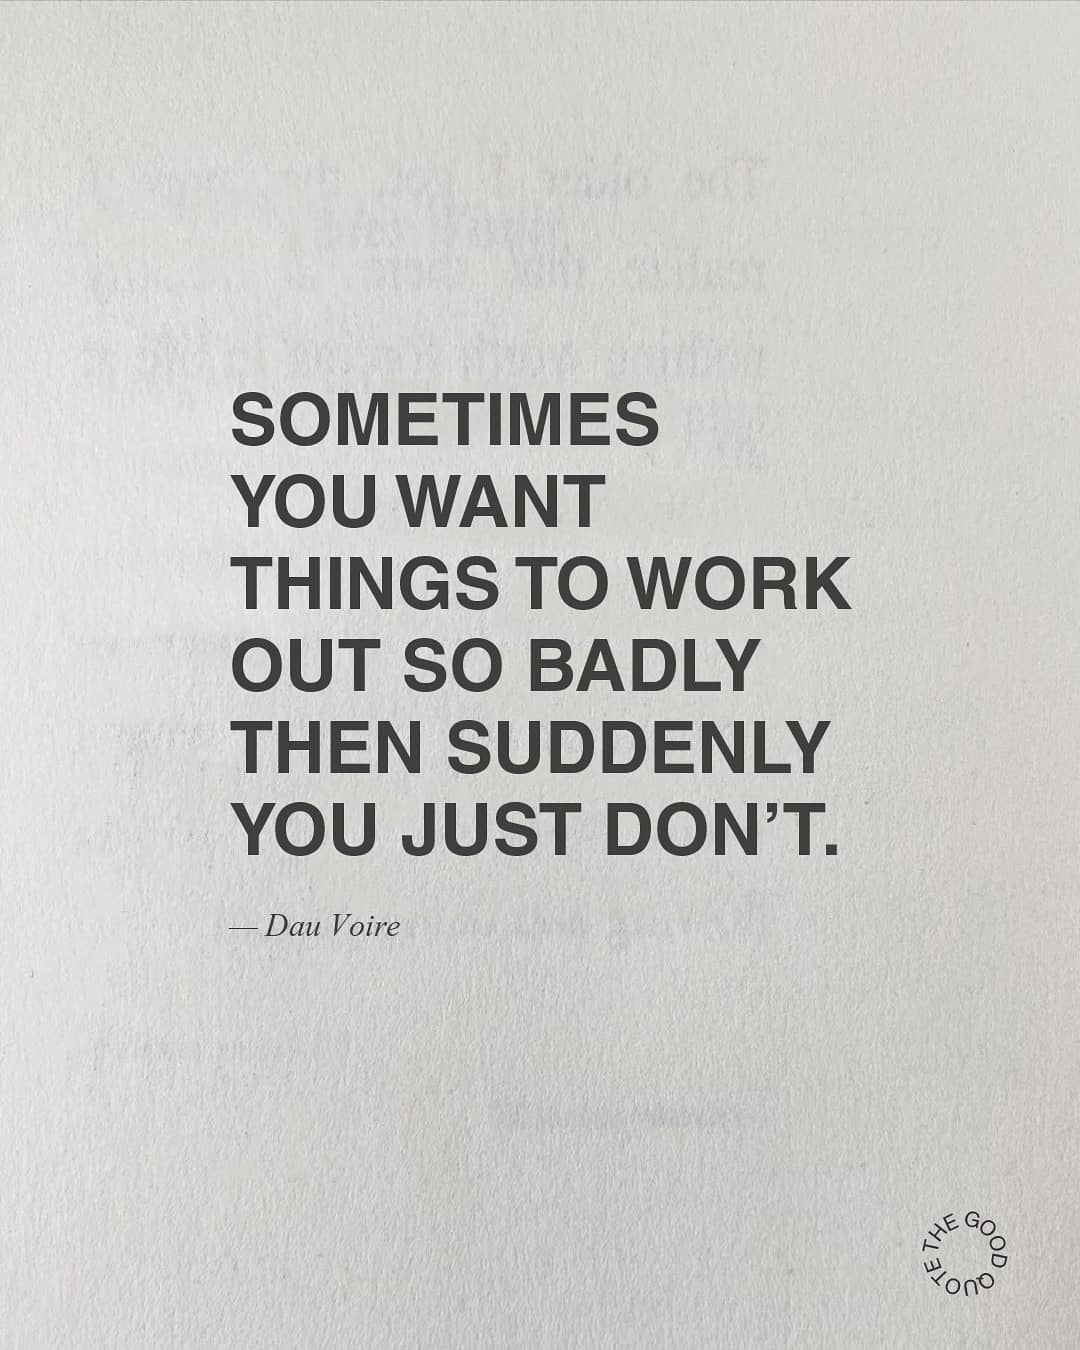 SOMETIMES
YOU WANT
THINGS TO WORK
OUT SO BADLY
THEN SUDDENLY
YOU JUST DON’T.
— Dau Voire
THE GOOD QUOTE